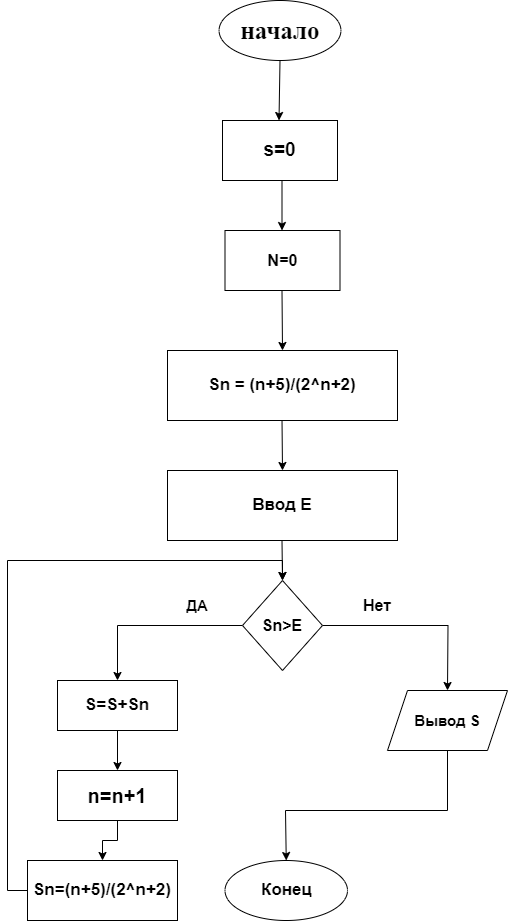 начало
s=0
N=0
Sn = (n+5)/(2^n+2)
Ввод E
Sn>E
ДА
Нет
S=S+Sn
Вывод S
n=n+1
Sn=(n+5)/(2^n+2)
Конец